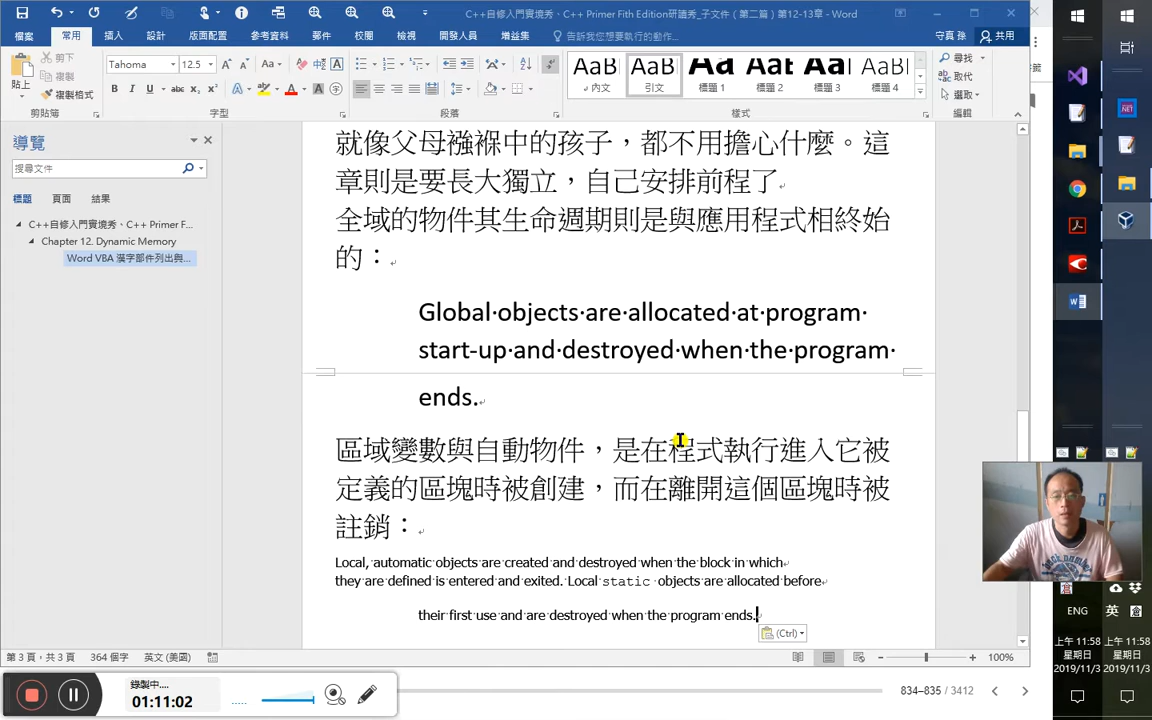 C++自修入門實境秀、C++ Primer Fith Edition研讀秀_子文件（第二篇）第12-13章 - Word
檔案 常用 插入 設計 版面配置 參考資料 郵件 校閱 檢視 開發人員 增益集 告訴我您想要執行的動作... 守真 孫 共用
貼上 剪下 複製 複製格式 剪貼簿
Tahoma 12.5 字型
段落
AaB 內文 AaB 引文 Aa 標題 1 AaB 標題 2 Aal 標題 3 AaBl 標題 4 樣式
尋找 取代 選取 編輯
導覽
搜尋文件
標題 頁面 結果
C++自修入門實境秀、C++ Primer F...
Chapter 12. Dynamic Memory
Word VBA 漢字部件列出與...
就像父母襁褓中的孩子，都不用擔心什麼。這
章則是要長大獨立，自己安排前程了
全域的物件其生命週期則是與應用程式相終始
的：
Global objects are allocated at program
start-up and destroyed when the program
ends.
區域變數與自動物件，是在程式執行進入它被
定義的區塊時被創建，而在離開這個區塊時被
註銷：
Local, automatic objects are created and destroyed when the block in which
they are defined is entered and exited. Local static objects are allocated before
their first use and are destroyed when the program ends.
(Ctrl)
第 3 頁，共 3 頁 364 個字 英文 (美國) 100%
錄製中....
01:11:02
834–835 / 3412
ENG 英
上午 11:58 上午 11:58
星期日 星期日
2019/11/3 2019/11/3